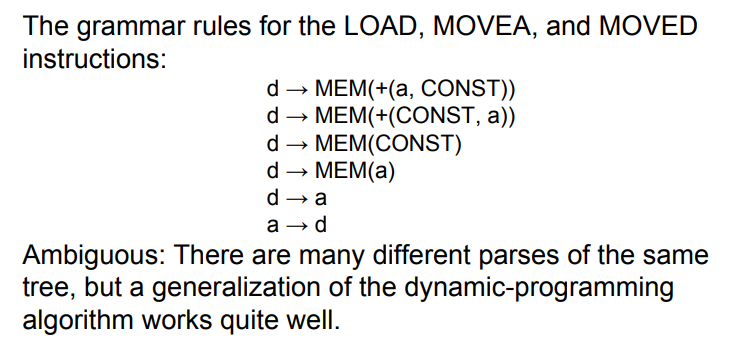 The grammar rules for the LOAD, MOVEA, and MOVED
instructions:
d → MEM(+(a, CONST))
d → MEM(+(CONST, a))
d → MEM(CONST)
d → MEM(a)
d → a
a → d
Ambiguous: There are many different parses of the same
tree, but a generalization of the dynamic-programming
algorithm works quite well.